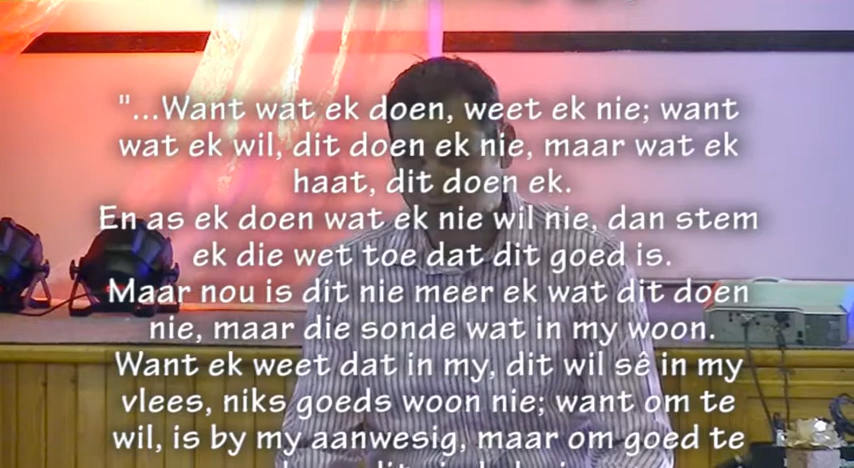 "...Want wat ek doen, weet ek nie; want
wat ek wil, dit doen ek nie, maar wat ek
haat, dit doen ek.
En as ek doen wat ek nie wil nie, dan stem
ek die wet toe dat dit goed is.
Maar nou is dit nie meer ek wat dit doen
nie, maar die sonde wat in my woon.
Want ek weet dat in my, dit wil sê in my
vlees, niks goeds woon nie; want om te
wil, is by my aanwesig, maar om goed te